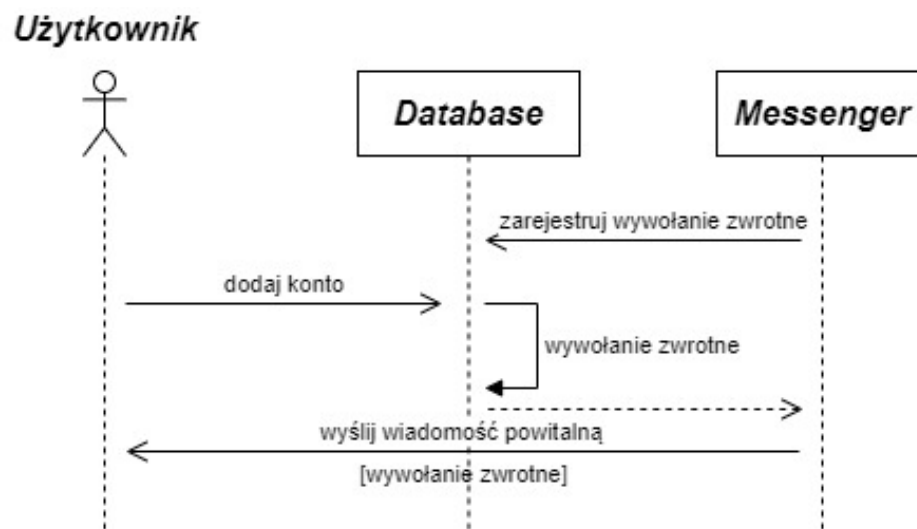 Użytkownik
Database
Messenger
zarejestruj wywołanie zwrotne
dodaj konto
wywołanie zwrotne
wyślij wiadomość powitalną
[wywołanie zwrotne]